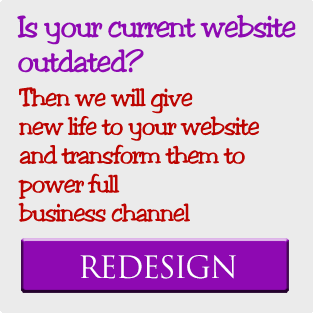 Is your current website
outdated?
Then we will give
new life to your website
and transform them to
power full
business channel
REDESIGN